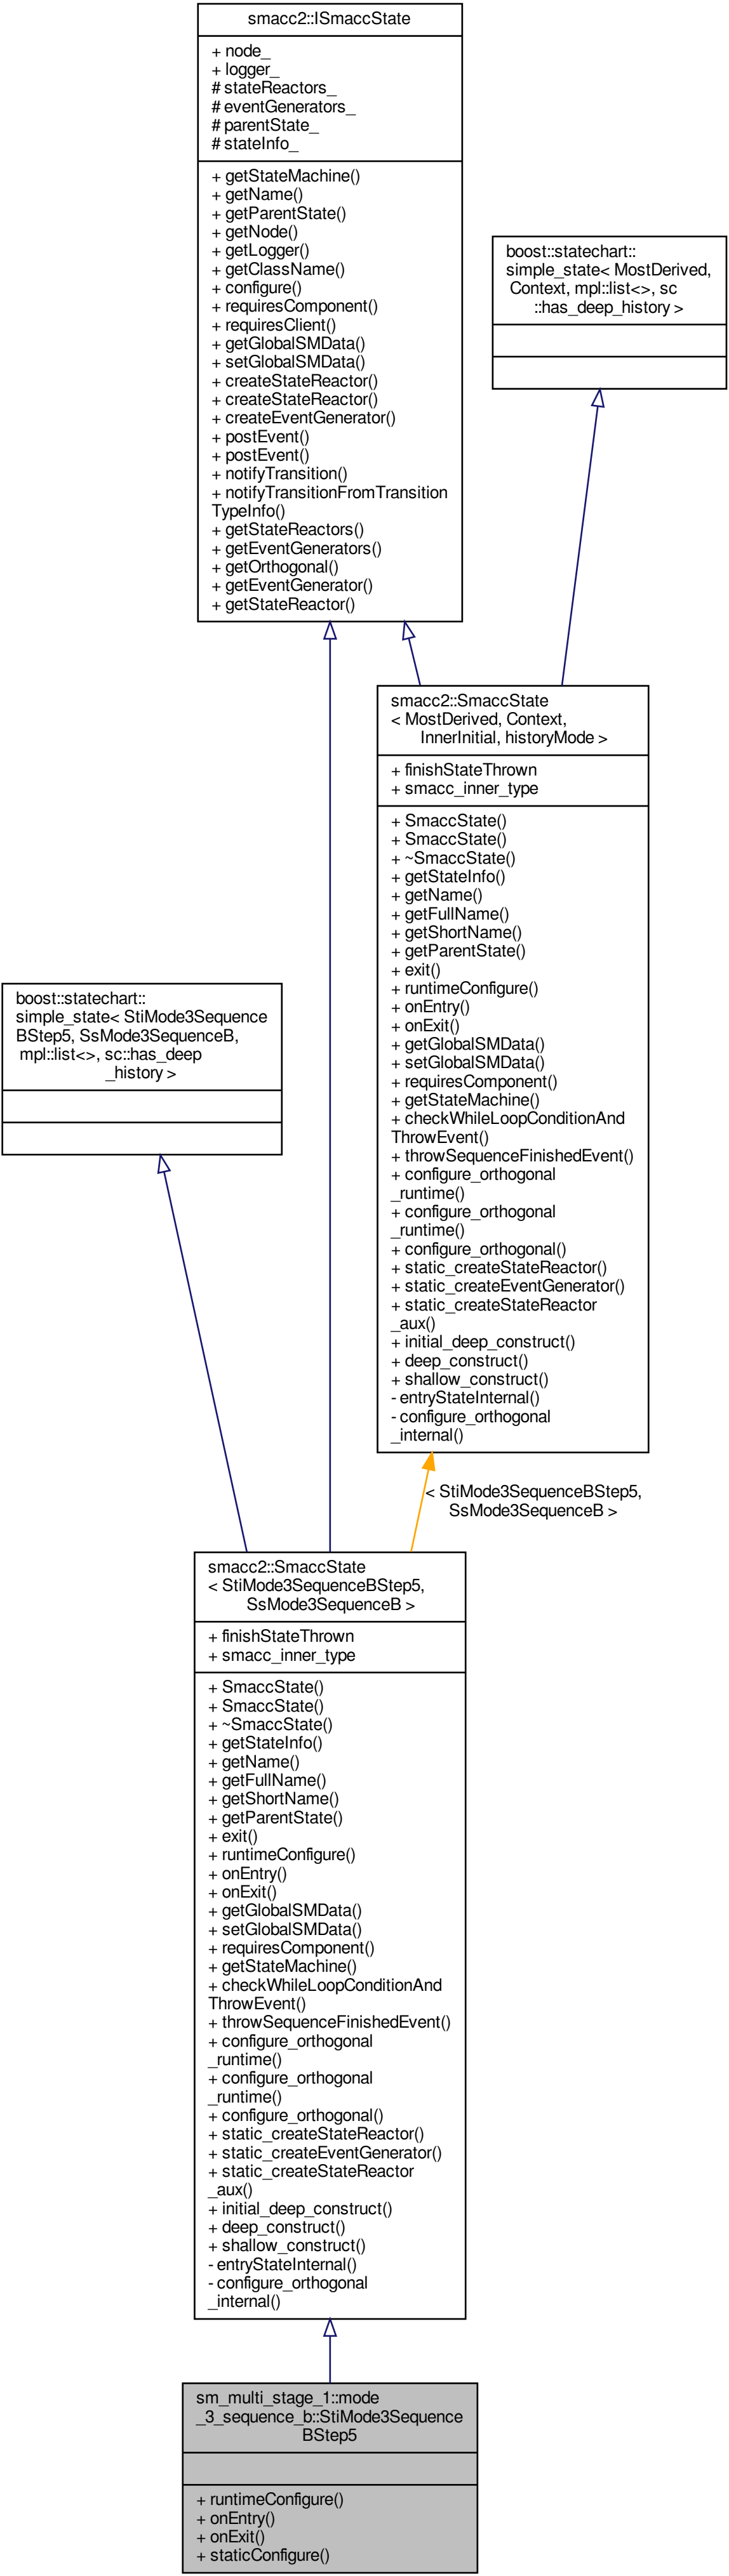 smacc2::ISmaccState
+ node_
+ logger_
# stateReactors_
# eventGenerators_
# parentState_
# stateInfo_
+ getStateMachine()
+ getName()
+ getParentState()
+ getNode()
+ getLogger()
+ getClassName()
+ configure()
+ requiresComponent()
+ requiresClient()
+ getGlobalSMData()
+ setGlobalSMData()
+ createStateReactor()
+ createStateReactor()
+ createEventGenerator()
+ postEvent()
+ postEvent()
+ notifyTransition()
+ notifyTransitionFromTransition
TypeInfo()
+ getStateReactors()
+ getEventGenerators()
+ getOrthogonal()
+ getEventGenerator()
+ getStateReactor()
boost::statechart::
simple_state< MostDerived,
Context, mpl::list<>, sc
::has_deep_history >
smacc2::SmaccState
< MostDerived, Context,
InnerInitial, historyMode >
+ finishStateThrown
+ smacc_inner_type
+ SmaccState()
+ SmaccState()
+ ~SmaccState()
+ getStateInfo()
+ getName()
+ getFullName()
+ getShortName()
+ getParentState()
+ exit()
+ runtimeConfigure()
+ onEntry()
+ onExit()
+ getGlobalSMData()
+ setGlobalSMData()
+ requiresComponent()
+ getStateMachine()
+ checkWhileLoopConditionAnd
ThrowEvent()
+ throwSequenceFinishedEvent()
+ configure_orthogonal
_runtime()
+ configure_orthogonal
_runtime()
+ configure_orthogonal()
+ static_createStateReactor()
+ static_createEventGenerator()
+ static_createStateReactor
_aux()
+ initial_deep_construct()
+ deep_construct()
+ shallow_construct()
- entryStateInternal()
- configure_orthogonal
_internal()
boost::statechart::
simple_state< StiMode3Sequence
BStep5, SsMode3SequenceB,
mpl::list<>, sc::has_deep
_history >
< StiMode3SequenceBStep5,
SsMode3SequenceB >
smacc2::SmaccState
< StiMode3SequenceBStep5,
SsMode3SequenceB >
+ finishStateThrown
+ smacc_inner_type
+ SmaccState()
+ SmaccState()
+ ~SmaccState()
+ getStateInfo()
+ getName()
+ getFullName()
+ getShortName()
+ getParentState()
+ exit()
+ runtimeConfigure()
+ onEntry()
+ onExit()
+ getGlobalSMData()
+ setGlobalSMData()
+ requiresComponent()
+ getStateMachine()
+ checkWhileLoopConditionAnd
ThrowEvent()
+ throwSequenceFinishedEvent()
+ configure_orthogonal
_runtime()
+ configure_orthogonal
_runtime()
+ configure_orthogonal()
+ static_createStateReactor()
+ static_createEventGenerator()
+ static_createStateReactor
_aux()
+ initial_deep_construct()
+ deep_construct()
+ shallow_construct()
- entryStateInternal()
- configure_orthogonal
_internal()
sm_multi_stage_1::mode
_3_sequence_b::StiMode3Sequence
BStep5
+ runtimeConfigure()
+ onEntry()
+ onExit()
+ staticConfigure()